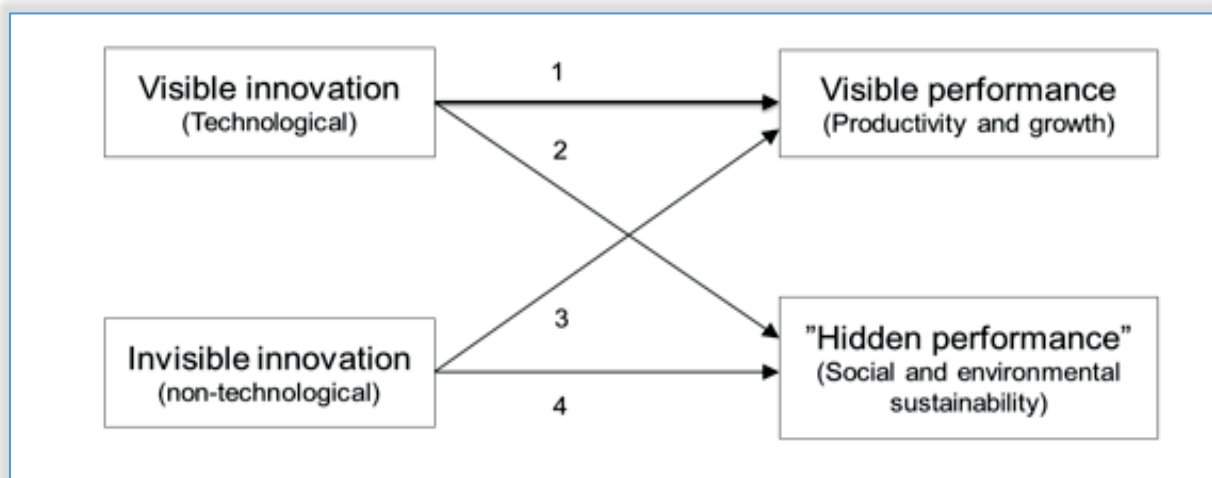 Visible innovation
(Technological)
1
Visible performance
(Productivity and growth)
2
3
Invisible innovation
(non-technological)
4
”Hidden performance”
(Social and environmental
sustainability)